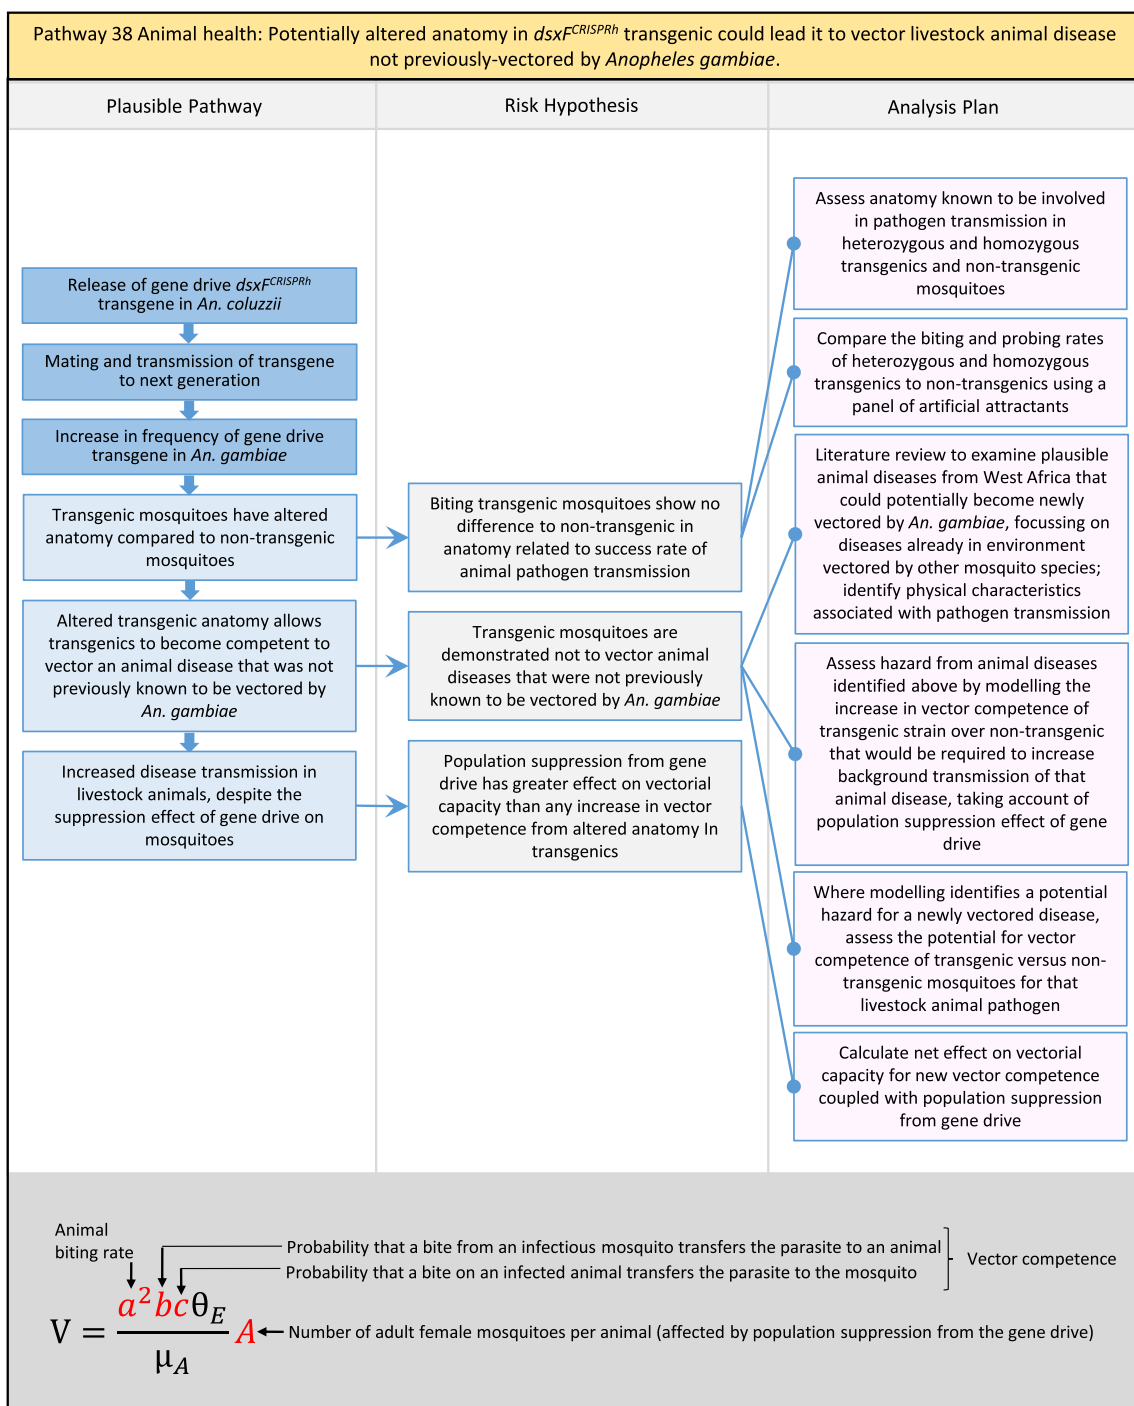 Pathway 38 Animal health: Potentially altered anatomy in dsxF^CRISPRh transgenic could lead it to vector livestock animal disease
not previously-vectored by Anopheles gambiae.
Plausible Pathway
Risk Hypothesis
Analysis Plan
Release of gene drive dsxF^CRISPRh
transgene in An. coluzzii
Mating and transmission of transgene
to next generation
Increase in frequency of gene drive
transgene in An. gambiae
Transgenic mosquitoes have altered
anatomy compared to non-transgenic
mosquitoes
Altered transgenic anatomy allows
transgenics to become competent to
vector an animal disease that was not
previously known to be vectored by
An. gambiae
Increased disease transmission in
livestock animals, despite the
suppression effect of gene drive on
mosquitoes
Biting transgenic mosquitoes show no
difference to non-transgenic in
anatomy related to success rate of
animal pathogen transmission
Transgenic mosquitoes are
demonstrated not to vector animal
diseases that were not previously
known to be vectored by An. gambiae
Population suppression from gene
drive has greater effect on vectorial
capacity than any increase in vector
competence from altered anatomy In
transgenics
Assess anatomy known to be involved
in pathogen transmission in
heterozygous and homozygous
transgenics and non-transgenic
mosquitoes
Compare the biting and probing rates
of heterozygous and homozygous
transgenics to non-transgenics using a
panel of artificial attractants
Literature review to examine plausible
animal diseases from West Africa that
could potentially become newly
vectored by An. gambiae, focussing on
diseases already in environment
vectored by other mosquito species;
identify physical characteristics
associated with pathogen transmission
Assess hazard from animal diseases
identified above by modelling the
increase in vector competence of
transgenic strain over non-transgenic
that would be required to increase
background transmission of that
animal disease, taking account of
population suppression effect of gene
drive
Where modelling identifies a potential
hazard for a newly vectored disease,
assess the potential for vector
competence of transgenic versus non-
transgenic mosquitoes for that
livestock animal pathogen
Calculate net effect on vectorial
capacity for new vector competence
coupled with population suppression
from gene drive
Animal
biting rate
Probability that a bite from an infectious mosquito transfers the parasite to an animal
Probability that a bite on an infected animal transfers the parasite to the mosquito
Vector competence
V = a²bcθ_E / μ_A A
Number of adult female mosquitoes per animal (affected by population suppression from the gene drive)